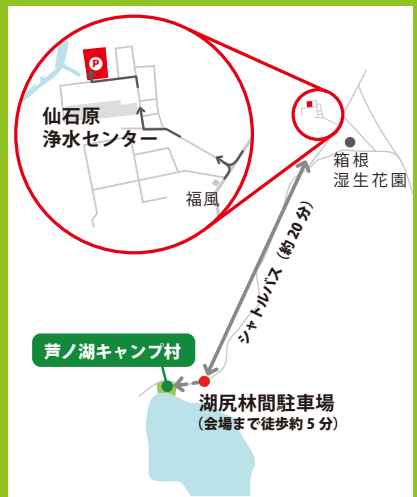 P
仙石原
浄水センター
福風
箱根
湿生花園
シャトルバス（約20分）
芦ノ湖キャンプ村
湖尻林間駐車場
（会場まで徒歩約5分）